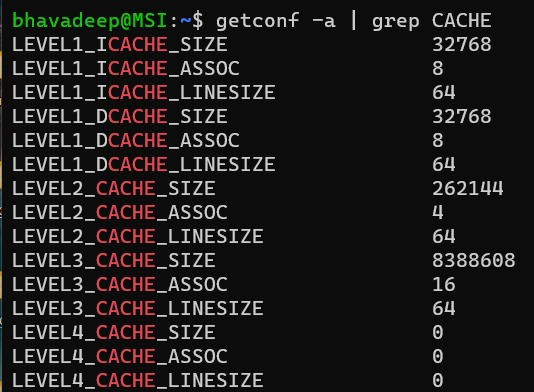 bhavadeep@MSI:~$ getconf -a | grep CACHE
LEVEL1_ICACHE_SIZE 32768
LEVEL1_ICACHE_ASSOC 8
LEVEL1_ICACHE_LINESIZE 64
LEVEL1_DCACHE_SIZE 32768
LEVEL1_DCACHE_ASSOC 8
LEVEL1_DCACHE_LINESIZE 64
LEVEL2_CACHE_SIZE 262144
LEVEL2_CACHE_ASSOC 4
LEVEL2_CACHE_LINESIZE 64
LEVEL3_CACHE_SIZE 8388608
LEVEL3_CACHE_ASSOC 16
LEVEL3_CACHE_LINESIZE 64
LEVEL4_CACHE_SIZE 0
LEVEL4_CACHE_ASSOC 0
LEVEL4_CACHE_LINESIZE 0